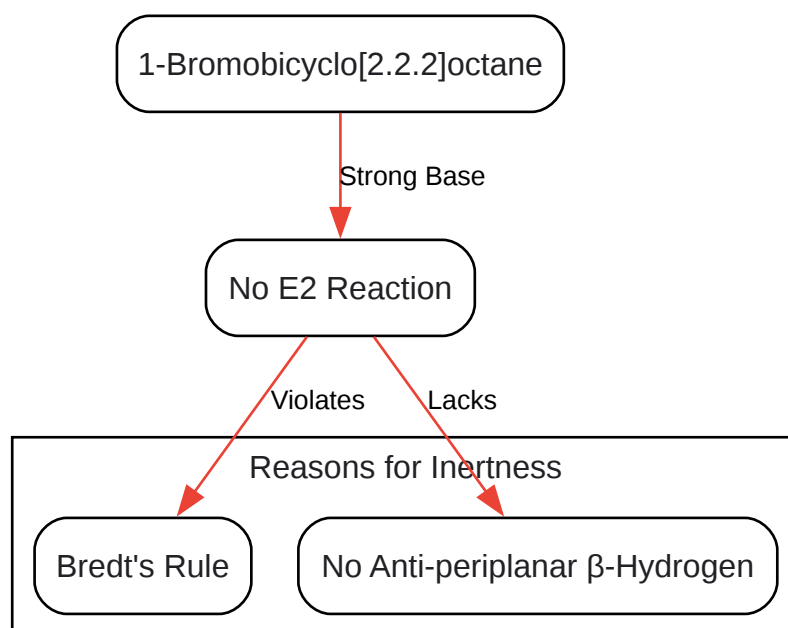 1-Bromobicyclo[2.2.2]octane
Strong Base
No E2 Reaction
Violates
Lacks
Reasons for Inertness
Bredt's Rule
No Anti-periplanar β-Hydrogen